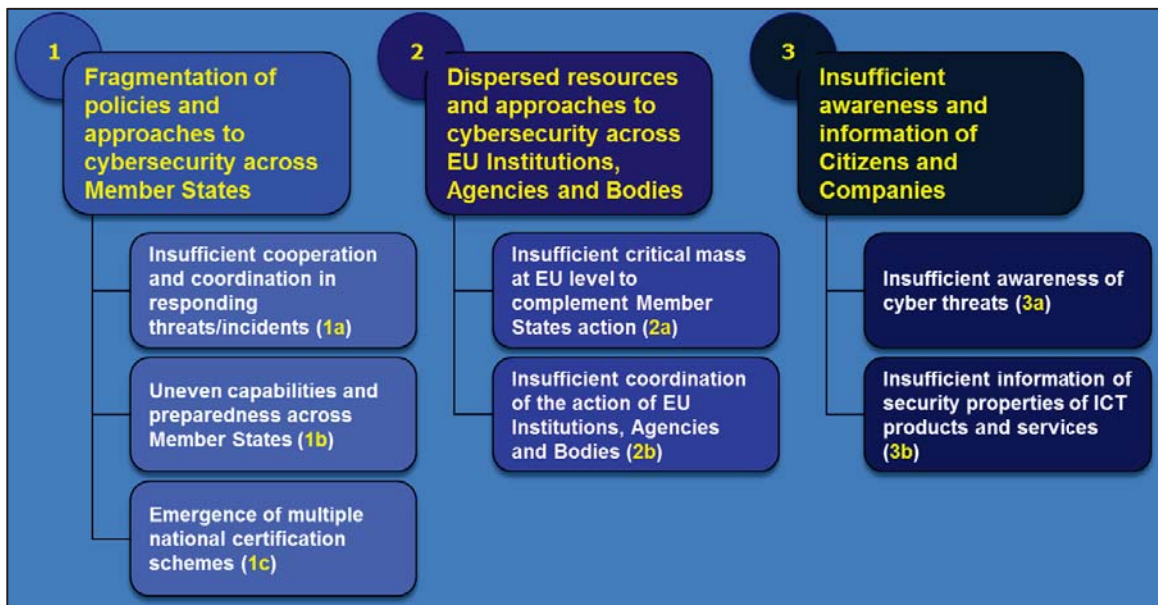 1
Fragmentation of
policies and
approaches to
cybersecurity across
Member States
Insufficient cooperation
and coordination in
responding
threats/incidents (1a)
Uneven capabilities and
preparedness across
Member States (1b)
Emergence of multiple
national certification
schemes (1c)
2
Dispersed resources
and approaches to
cybersecurity across
EU Institutions,
Agencies and Bodies
Insufficient critical mass
at EU level to
complement Member
States action (2a)
Insufficient coordination
of the action of EU
Institutions, Agencies
and Bodies (2b)
3
Insufficient
awareness and
information of
Citizens and
Companies
Insufficient awareness of
cyber threats (3a)
Insufficient information of
security properties of ICT
products and services
(3b)